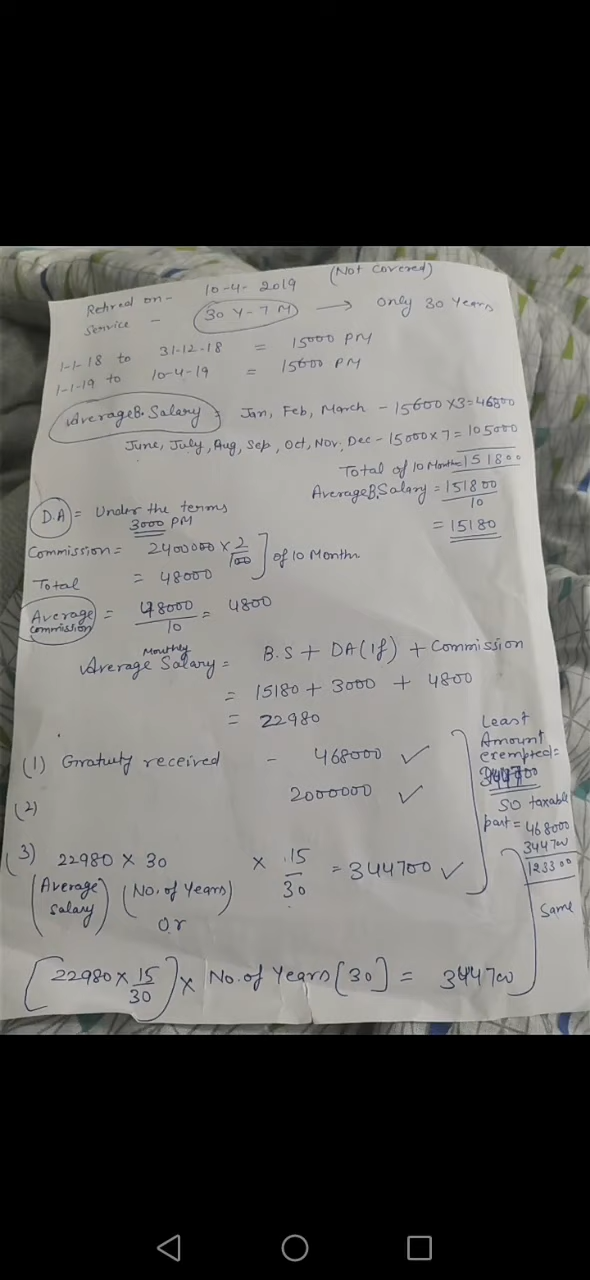 Retired on - 10-4-2019 (Not Covered)
Service - 30 Y - 7 M → Only 30 Years
1-1-18 to 31-12-18 = 15000 PM
1-1-19 to 10-4-19 = 15600 PM
Average B. Salary = Jan, Feb, March - 15600 X 3 = 46800
June, July, Aug, Sep, Oct, Nov, Dec - 15000 x 7 = 105000
Total of 10 Month = 151800
Average B. Salary = 151800/10
= 15180
D.A = Under the terms
3000 PM
Commission = 2400000 x 2/100 ] of 10 Months
Total = 48000
Average commission = 48000/10 = 4800
Average Monthly Salary = B.S + DA (If) + Commission
= 15180 + 3000 + 4800
= 22980
(1) Gratuity received - 468000 ✓
(2) 2000000 ✓
(3) 22980 x 30 x 15/30 = 344700 ✓
(Average Salary) (No. of Years)
Or
[22980 x 15/30] x No. of Years [30] = 344700
Least
Amount
exempted =
344700
So taxable
part = 468000
344700
123300
Same